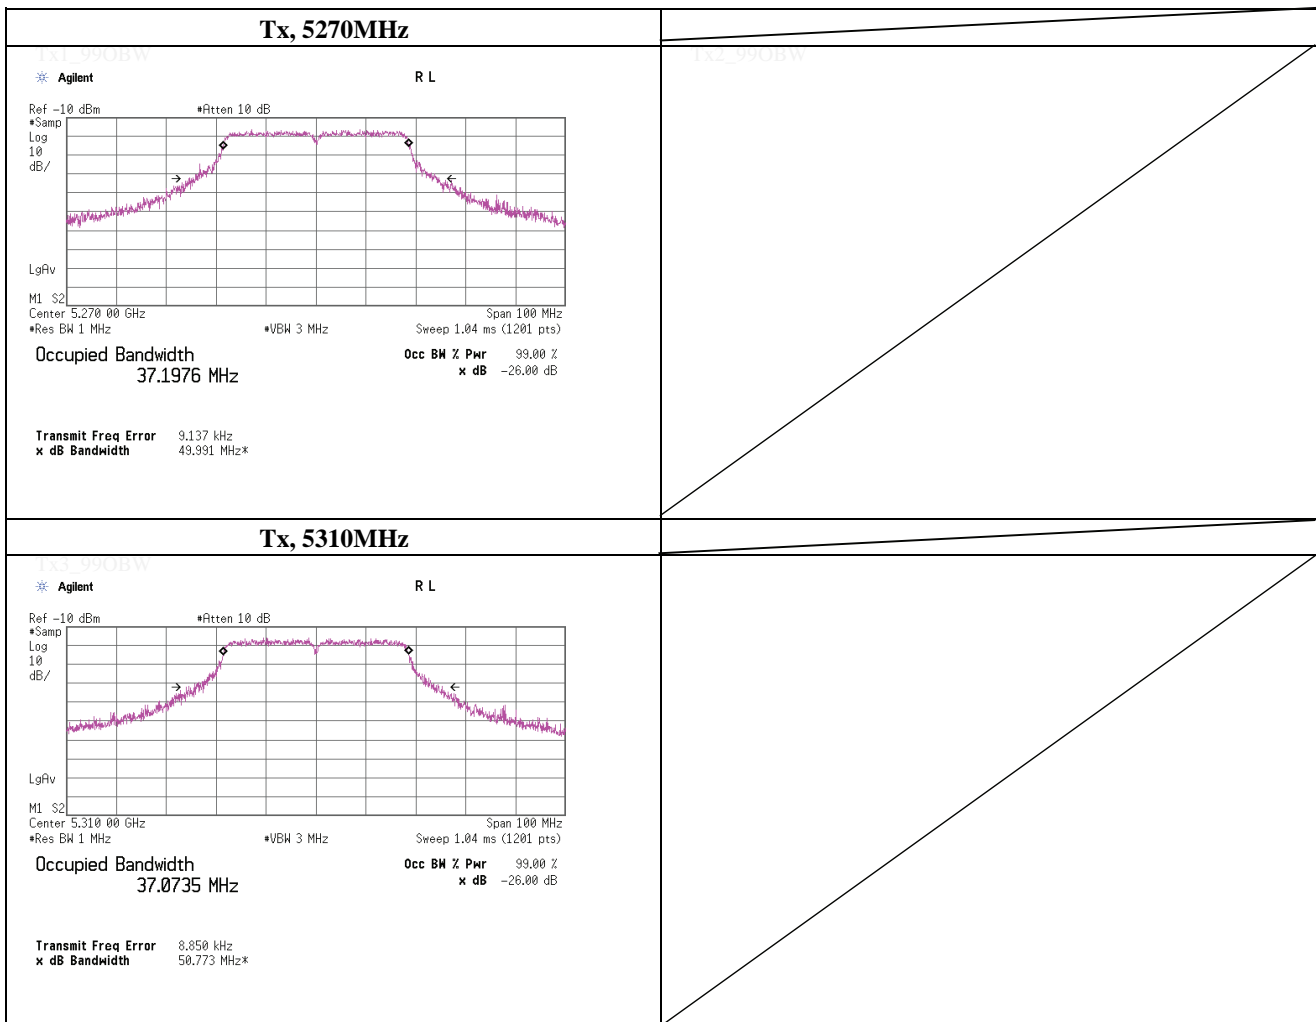 Tx, 5270MHz
Tx1_99OBW
Tx2_99OBW
Agilent R L
Ref -10 dBm #Atten 10 dB
#Samp
Log
10
dB/
LgAv
M1 S2
Center 5.270 00 GHz Span 100 MHz
#Res BW 1 MHz #VBW 3 MHz Sweep 1.04 ms (1201 pts)
Occupied Bandwidth Occ BW % Pwr 99.00 %
37.1976 MHz x dB -26.00 dB
Transmit Freq Error 9.137 kHz
x dB Bandwidth 49.991 MHz*
Tx, 5310MHz
Tx3_99OBW
Agilent R L
Ref -10 dBm #Atten 10 dB
#Samp
Log
10
dB/
LgAv
M1 S2
Center 5.310 00 GHz Span 100 MHz
#Res BW 1 MHz #VBW 3 MHz Sweep 1.04 ms (1201 pts)
Occupied Bandwidth Occ BW % Pwr 99.00 %
37.0735 MHz x dB -26.00 dB
Transmit Freq Error 8.850 kHz
x dB Bandwidth 50.773 MHz*